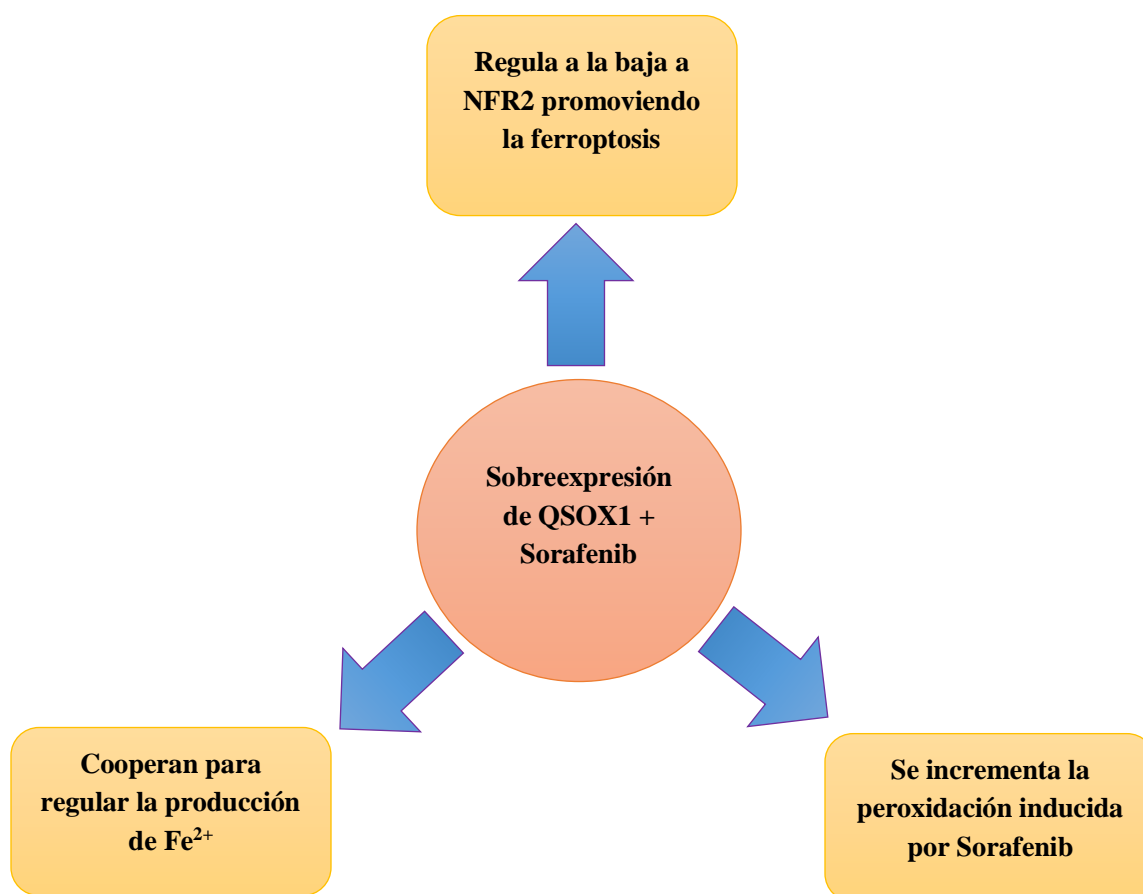 Regula a la baja a
NFR2 promoviendo
la ferroptosis
Sobreexpresión
de QSOX1 +
Sorafenib
Cooperan para
regular la producción
de Fe²⁺
Se incrementa la
peroxidación inducida
por Sorafenib